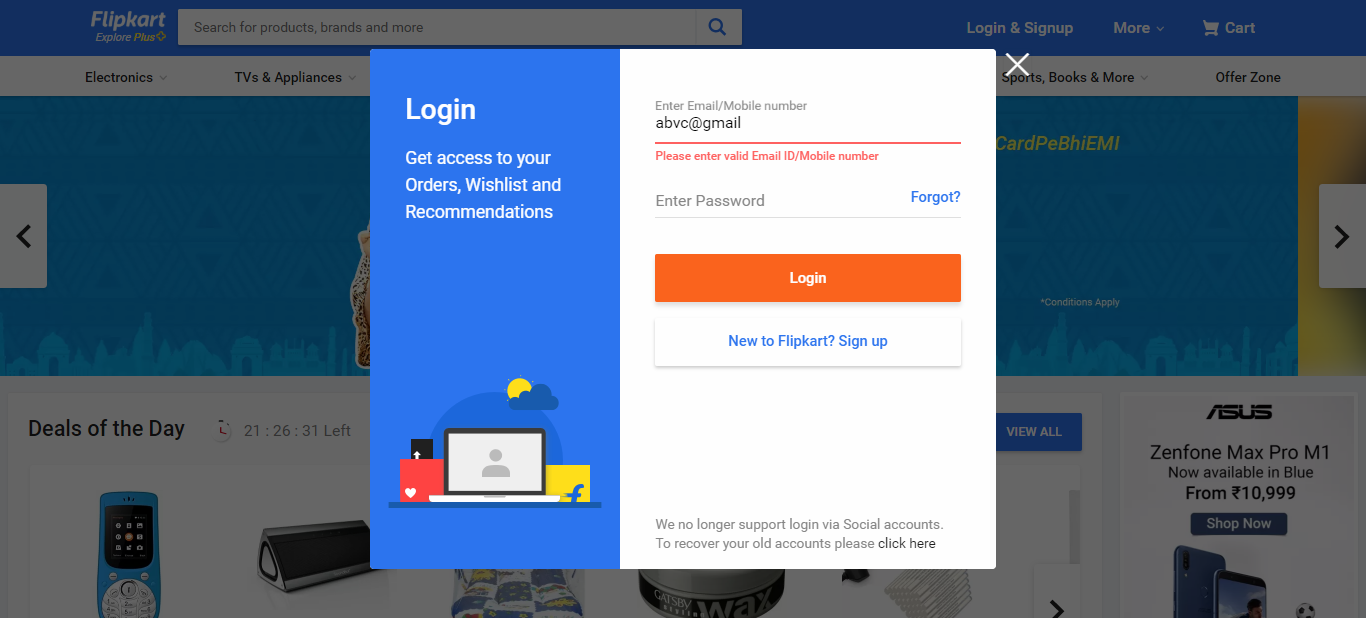 Flipkart
Explore Plus
Search for products, brands and more
Login & Signup
More
Cart
Electronics
TVs & Appliances
Sports, Books & More
Offer Zone
Login
Get access to your
Orders, Wishlist and
Recommendations
Enter Email/Mobile number
abvc@gmail
Please enter valid Email ID/Mobile number
Enter Password
Forgot?
Login
New to Flipkart? Sign up
We no longer support login via Social accounts.
To recover your old accounts please click here
CardPeBhiEMI
*Conditions Apply
Deals of the Day
21 : 26 : 31 Left
VIEW ALL
ASUS
Zenfone Max Pro M1
Now available in Blue
From ₹10,999
Shop Now
GATSBY
styling
wax